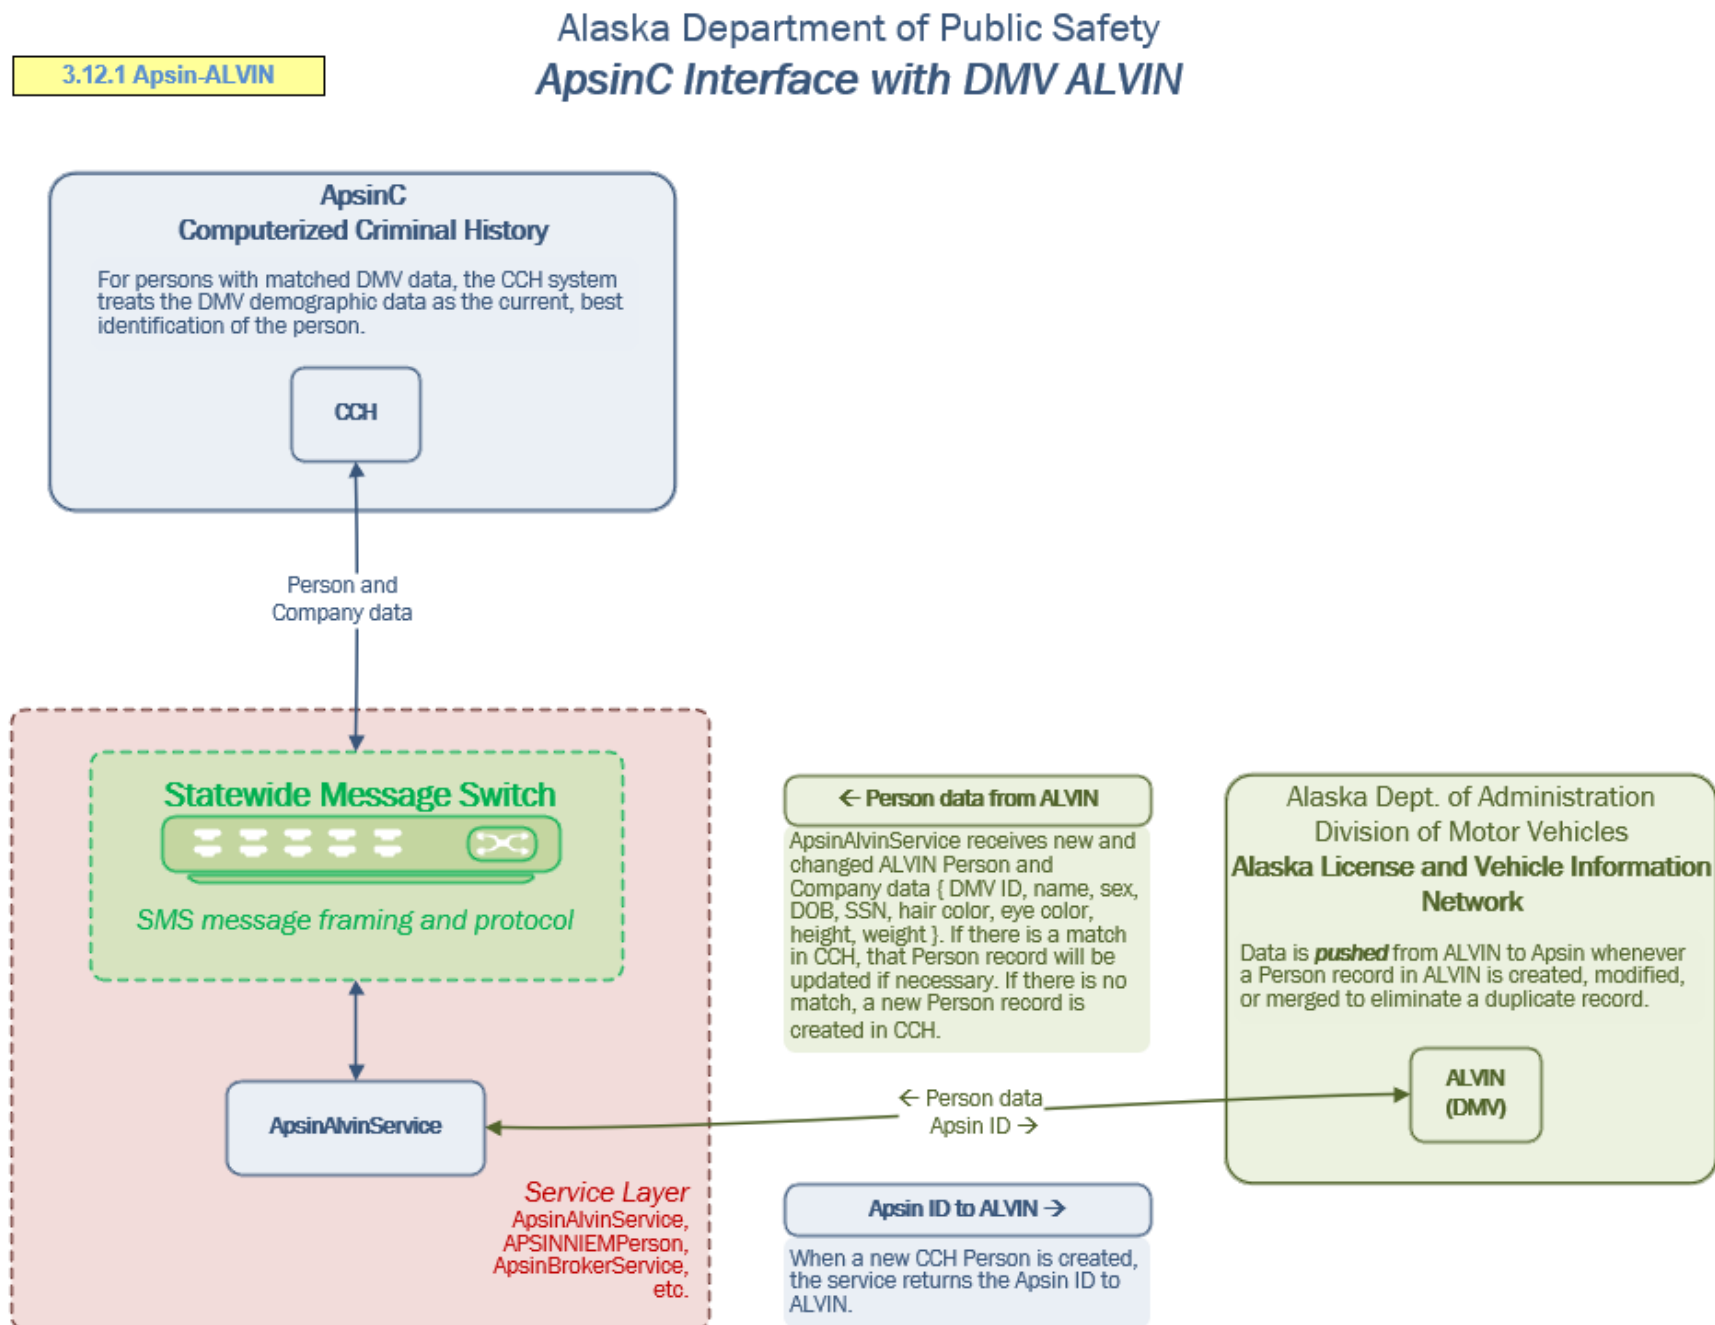 Alaska Department of Public Safety
3.12.1 Apsin-ALVIN
ApsinC Interface with DMV ALVIN
ApsinC
Computerized Criminal History
For persons with matched DMV data, the CCH system
treats the DMV demographic data as the current, best
identification of the person.
CCH
Person and
Company data
Statewide Message Switch
SMS message framing and protocol
ApsinAlvinService
Service Layer
ApsinAlvinService,
APSINNIEMPerson,
ApsinBrokerService,
etc.
← Person data from ALVIN
ApsinAlvinService receives new and
changed ALVIN Person and
Company data { DMV ID, name, sex,
DOB, SSN, hair color, eye color,
height, weight }. If there is a match
in CCH, that Person record will be
updated if necessary. If there is no
match, a new Person record is
created in CCH.
← Person data
Apsin ID →
Apsin ID to ALVIN →
When a new CCH Person is created,
the service returns the Apsin ID to
ALVIN.
Alaska Dept. of Administration
Division of Motor Vehicles
Alaska License and Vehicle Information
Network
Data is pushed from ALVIN to Apsin whenever
a Person record in ALVIN is created, modified,
or merged to eliminate a duplicate record.
ALVIN
(DMV)